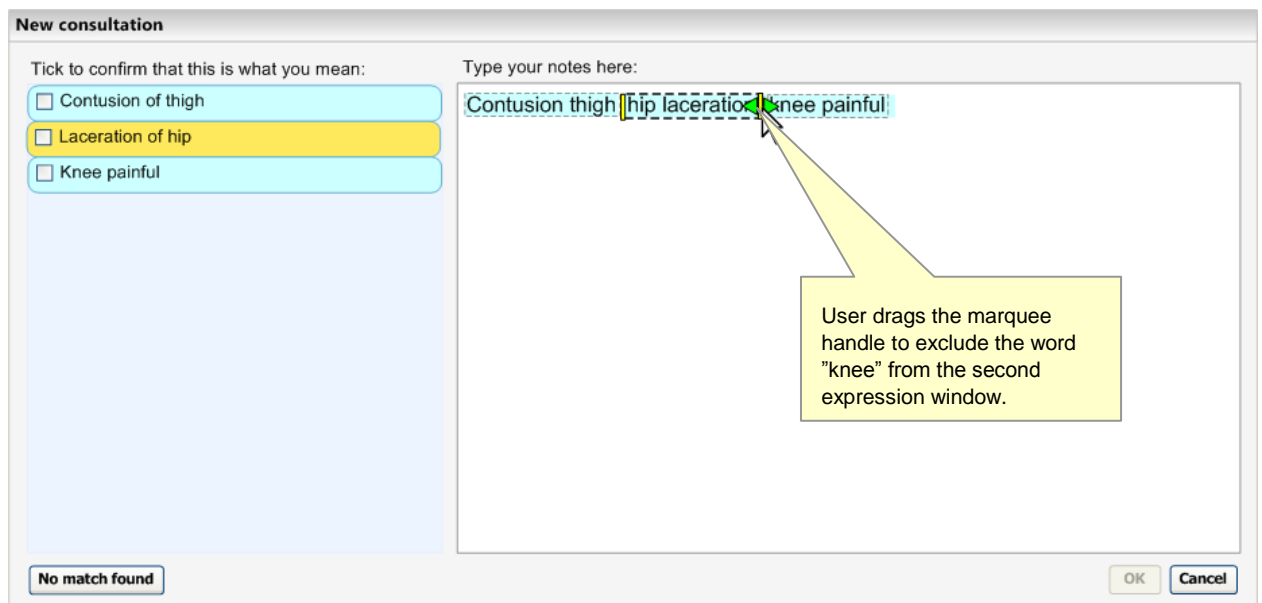 New consultation
Tick to confirm that this is what you mean:
Contusion of thigh
Laceration of hip
Knee painful
Type your notes here:
Contusion thigh hip laceration knee painful
User drags the marquee
handle to exclude the word
”knee” from the second
expression window.
No match found
OK
Cancel